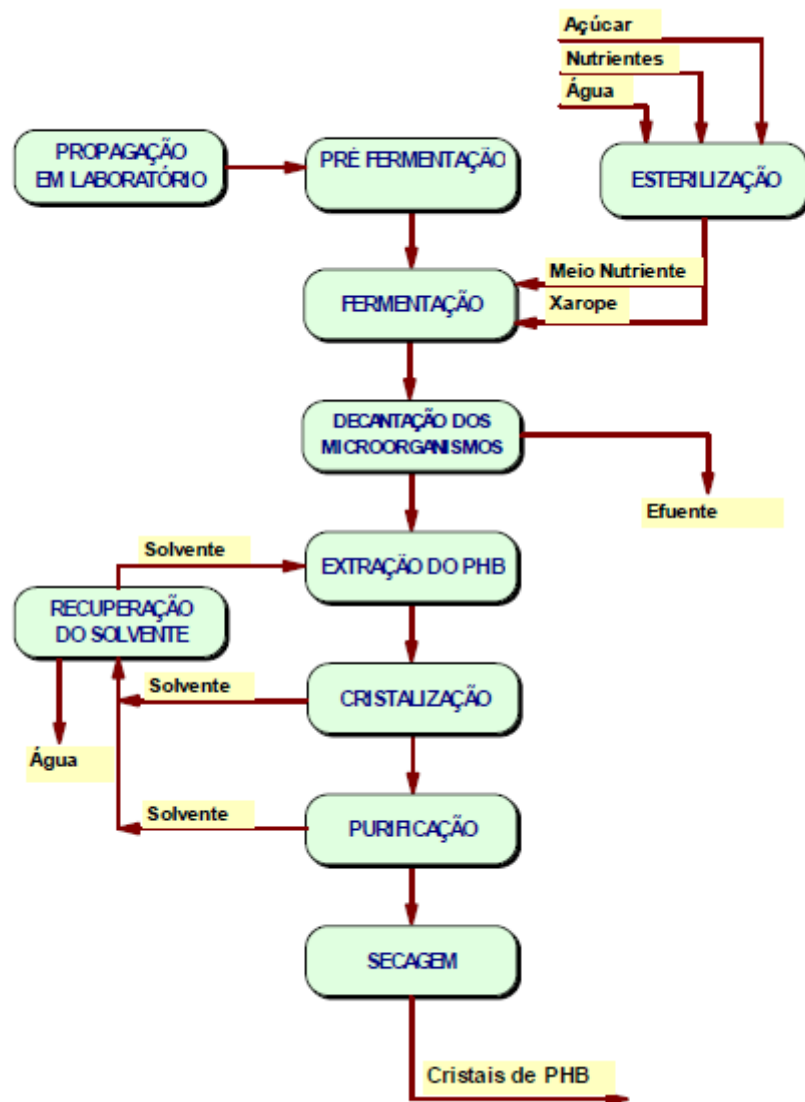 Açúcar
Nutrientes
Água
PROPAGAÇÃO
EM LABORATÓRIO
PRÉ FERMENTAÇÃO
ESTERILIZAÇÃO
Meio Nutriente
FERMENTAÇÃO
Xarope
DECANTAÇÃO DOS
MICROORGANISMOS
Efuente
Solvente
EXTRAÇÃO DO PHB
RECUPERAÇÃO
DO SOLVENTE
Solvente
CRISTALIZAÇÃO
Água
Solvente
PURIFICAÇÃO
SECAGEM
Cristais de PHB